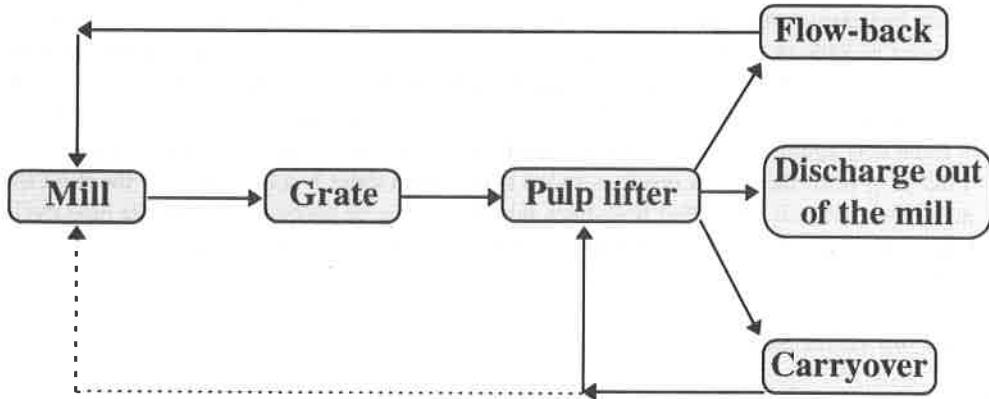 Flow-back
Mill
Grate
Pulp lifter
Discharge out
of the mill
Carryover